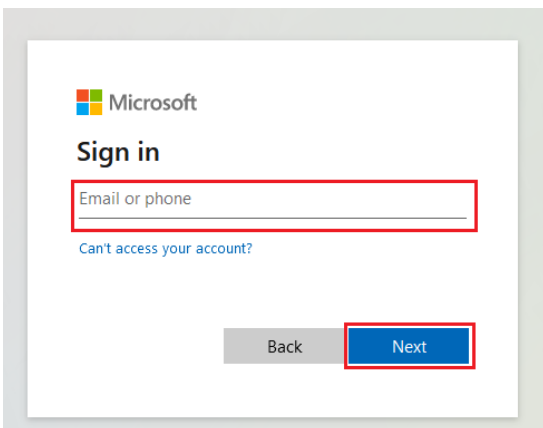 Microsoft
Sign in
Email or phone
Can't access your account?
Back
Next